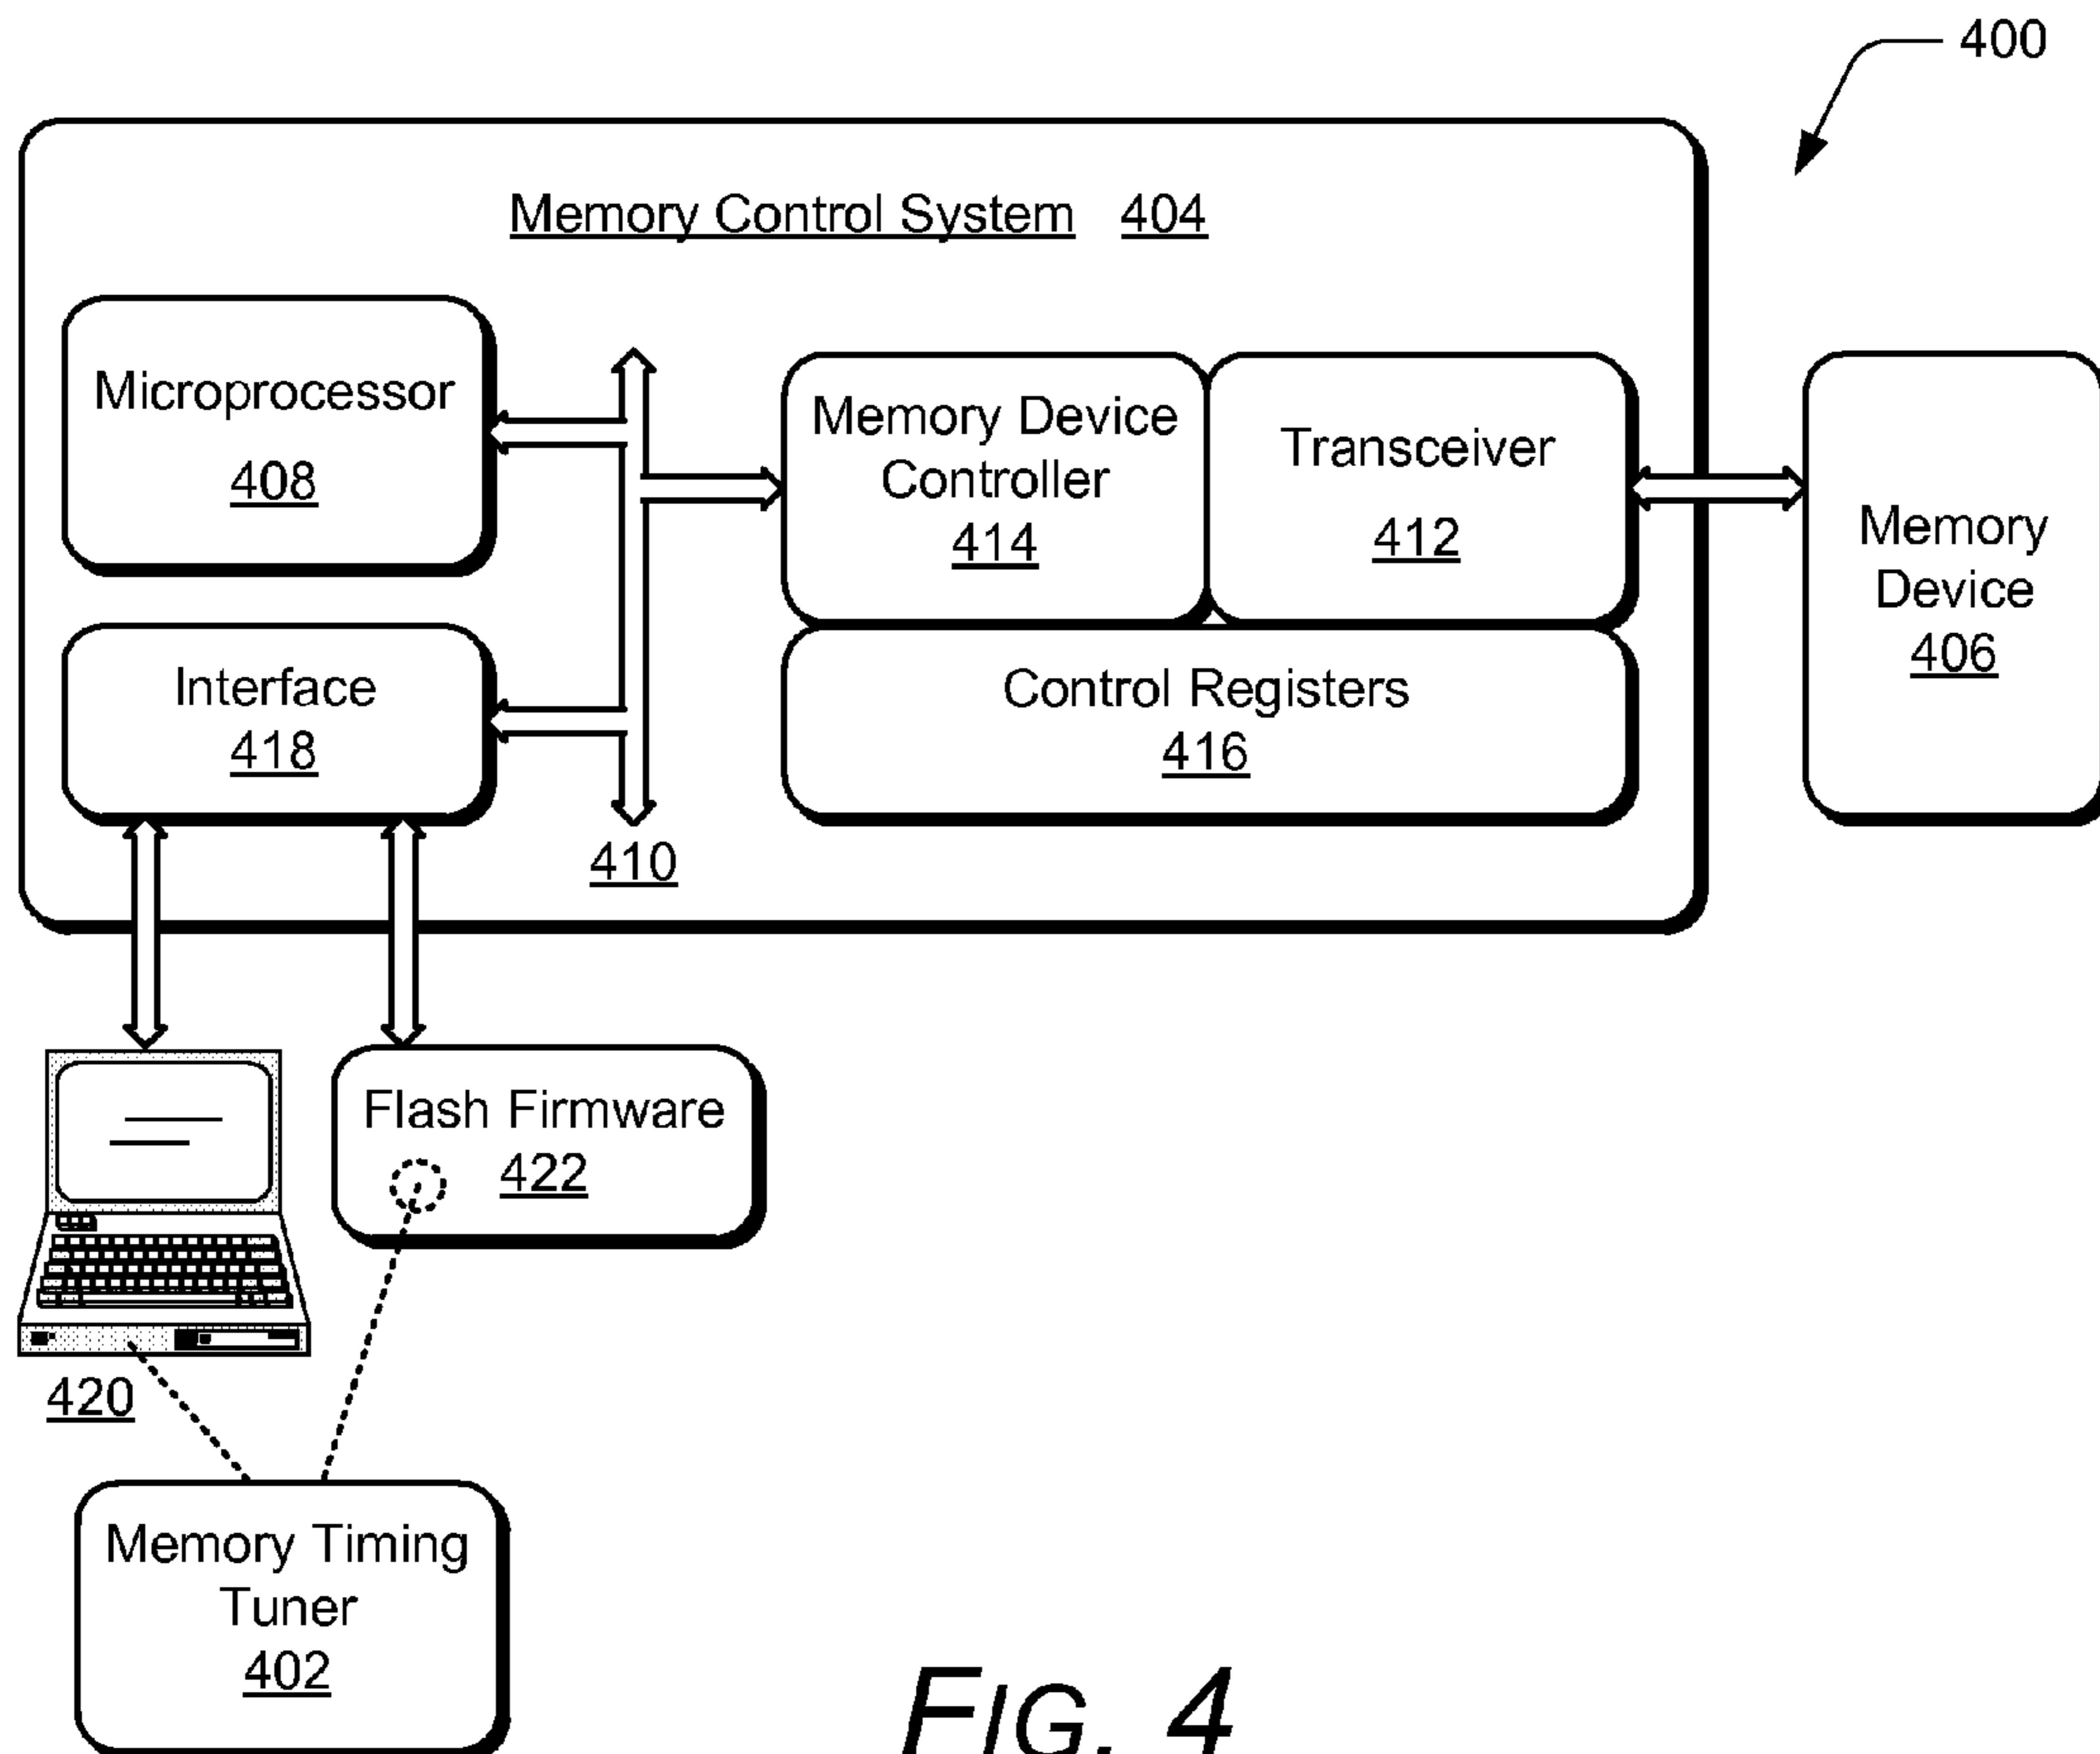 400
Memory Control System 404
Microprocessor
408
Memory Device
Controller
414
Transceiver
412
Memory
Device
406
Interface
418
Control Registers
416
410
Flash Firmware
422
420
Memory Timing
Tuner
402
FIG. 4